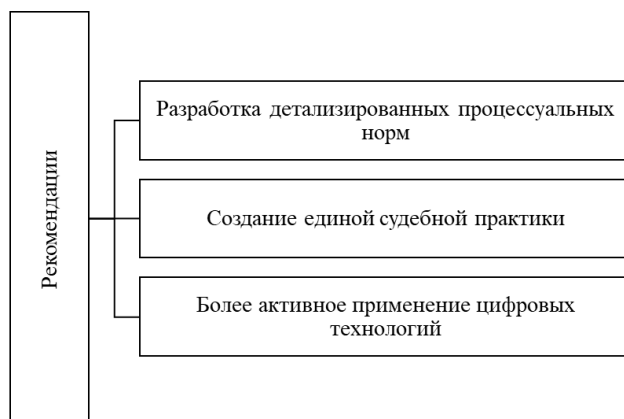 Рекомендации
Разработка детализированных процессуальных
норм
Создание единой судебной практики
Более активное применение цифровых
технологий